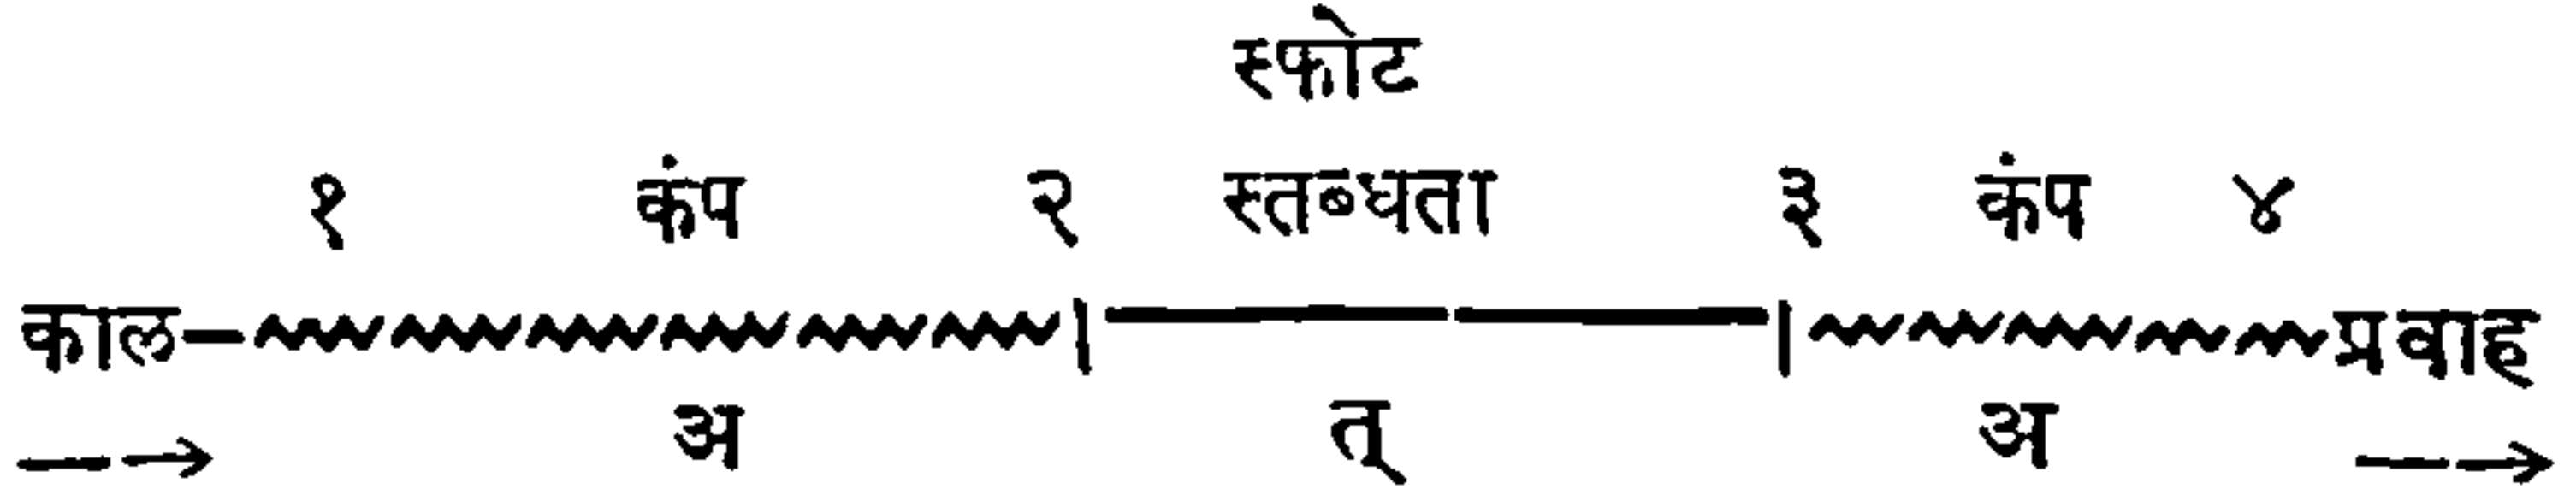 स्फोट
१ कंप २ स्तब्धता ३ कंप ४
काल प्रवाह
अ त् अ